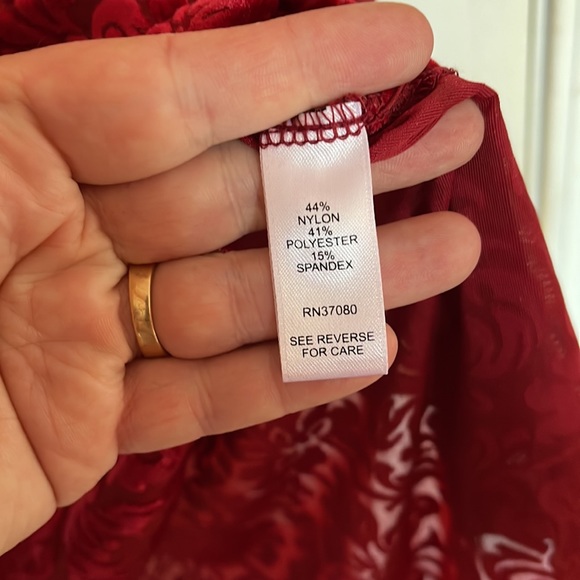 44%
NYLON
41%
POLYESTER
15%
SPANDEX
RN37080
SEE REVERSE
FOR CARE